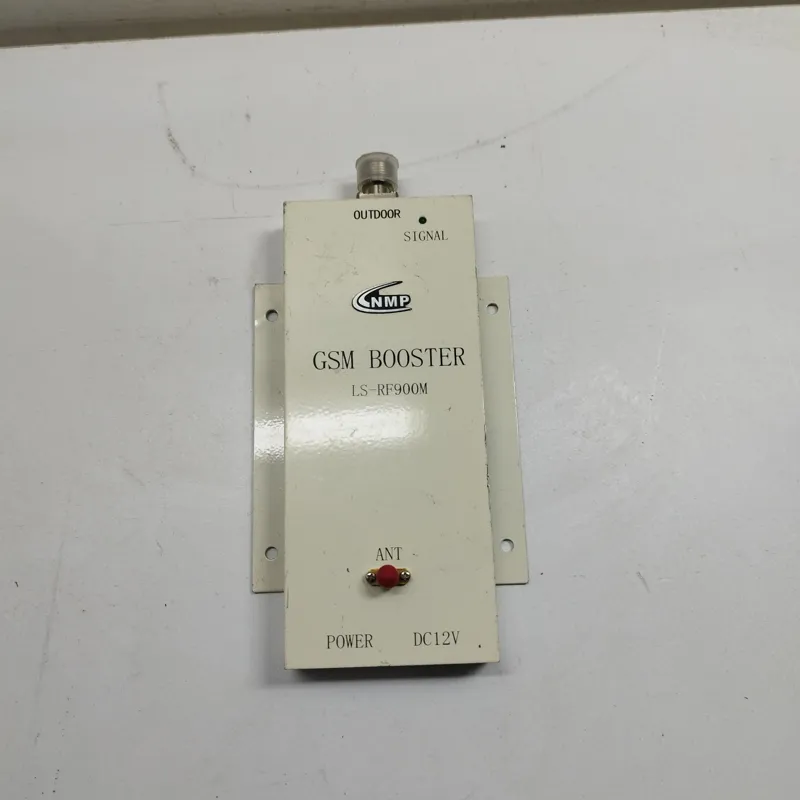 OUTDOOR
SIGNAL
NMP
GSM BOOSTER
LS-RF900M
ANT
POWER DC12V